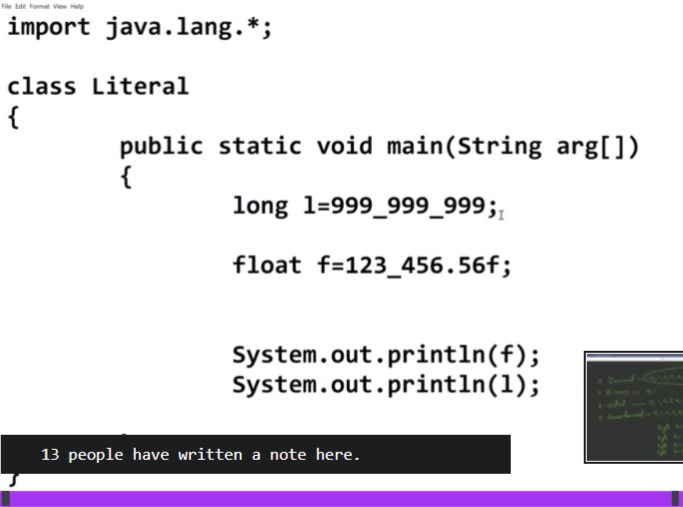 File Edit Format View Help
import java.lang.*;
class Literal
{
public static void main(String arg[])
{
long l=999_999_999;
float f=123_456.56f;
System.out.println(f);
System.out.println(l);
13 people have written a note here.
}